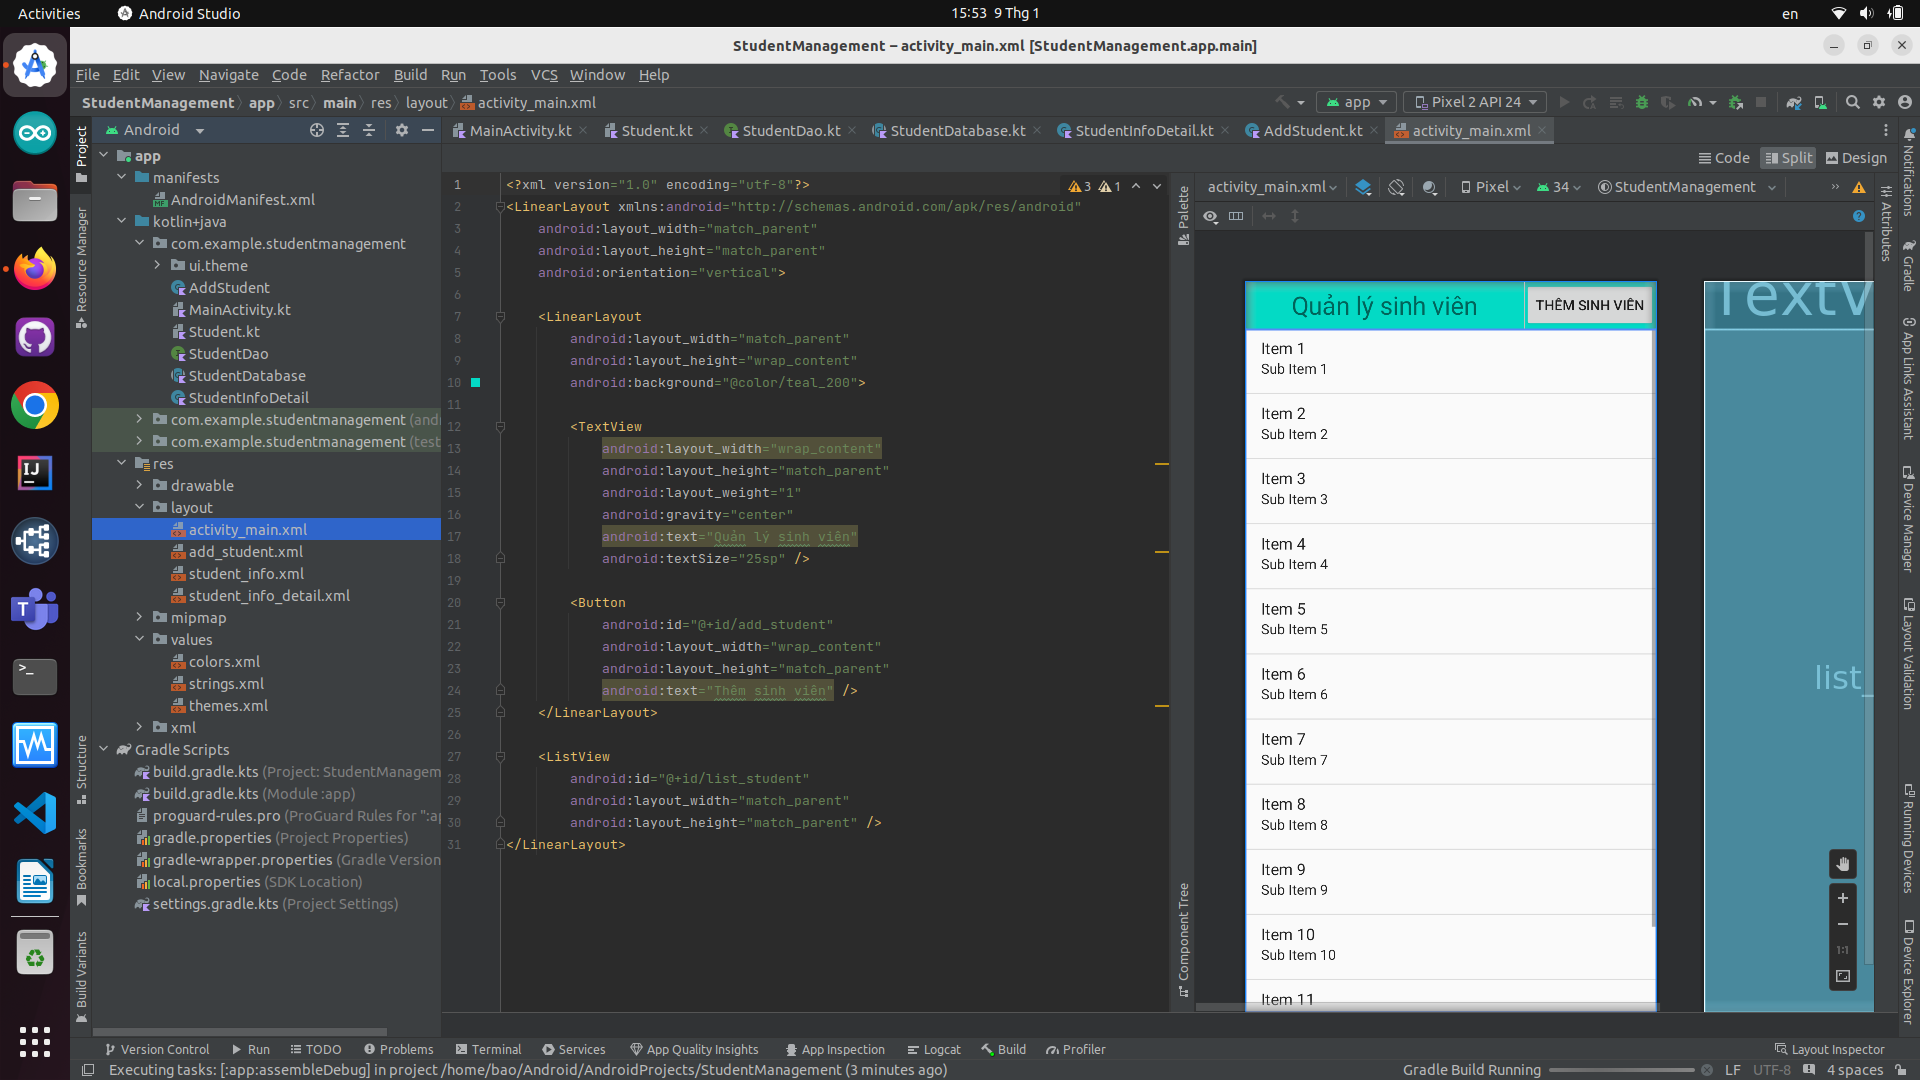 Activities
Android Studio
15:53 9 Thg 1
en
StudentManagement – activity_main.xml [StudentManagement.app.main]
File Edit View Navigate Code Refactor Build Run Tools VCS Window Help
StudentManagement app src main res layout activity_main.xml
app
Pixel 2 API 24
Android
MainActivity.kt Student.kt StudentDao.kt StudentDatabase.kt StudentInfoDetail.kt AddStudent.kt activity_main.xml
Code Split Design
Project
Resource Manager
Structure
Bookmarks
Build Variants
app
manifests
AndroidManifest.xml
kotlin+java
com.example.studentmanagement
ui.theme
AddStudent
MainActivity.kt
Student.kt
StudentDao
StudentDatabase
StudentInfoDetail
com.example.studentmanagement (and
com.example.studentmanagement (test
res
drawable
layout
activity_main.xml
add_student.xml
student_info.xml
student_info_detail.xml
mipmap
values
colors.xml
strings.xml
themes.xml
xml
Gradle Scripts
build.gradle.kts (Project: StudentManagem
build.gradle.kts (Module :app)
proguard-rules.pro (ProGuard Rules for ":ap
gradle.properties (Project Properties)
gradle-wrapper.properties (Gradle Version
local.properties (SDK Location)
settings.gradle.kts (Project Settings)
3 1
1 <?xml version="1.0" encoding="utf-8"?>
2 <LinearLayout xmlns:android="http://schemas.android.com/apk/res/android"
3 android:layout_width="match_parent"
4 android:layout_height="match_parent"
5 android:orientation="vertical">
6
7 <LinearLayout
8 android:layout_width="match_parent"
9 android:layout_height="wrap_content"
10 android:background="@color/teal_200">
11
12 <TextView
13 android:layout_width="wrap_content"
14 android:layout_height="match_parent"
15 android:layout_weight="1"
16 android:gravity="center"
17 android:text="Quản lý sinh viên"
18 android:textSize="25sp" />
19
20 <Button
21 android:id="@+id/add_student"
22 android:layout_width="wrap_content"
23 android:layout_height="match_parent"
24 android:text="Thêm sinh viên" />
25 </LinearLayout>
26
27 <ListView
28 android:id="@+id/list_student"
29 android:layout_width="match_parent"
30 android:layout_height="match_parent" />
31 </LinearLayout>
Palette
Component Tree
activity_main.xml Pixel 34 StudentManagement
Quản lý sinh viên
THÊM SINH VIÊN
Item 1
Sub Item 1
Item 2
Sub Item 2
Item 3
Sub Item 3
Item 4
Sub Item 4
Item 5
Sub Item 5
Item 6
Sub Item 6
Item 7
Sub Item 7
Item 8
Sub Item 8
Item 9
Sub Item 9
Item 10
Sub Item 10
Item 11
TextV
list_
1:1
Attributes
Notifications
Gradle
App Links Assistant
Device Manager
Layout Validation
Running Devices
Device Explorer
Version Control Run TODO Problems Terminal Services App Quality Insights App Inspection Logcat Build Profiler
Layout Inspector
Executing tasks: [:app:assembleDebug] in project /home/bao/Android/AndroidProjects/StudentManagement (3 minutes ago)
Gradle Build Running
LF UTF-8 4 spaces